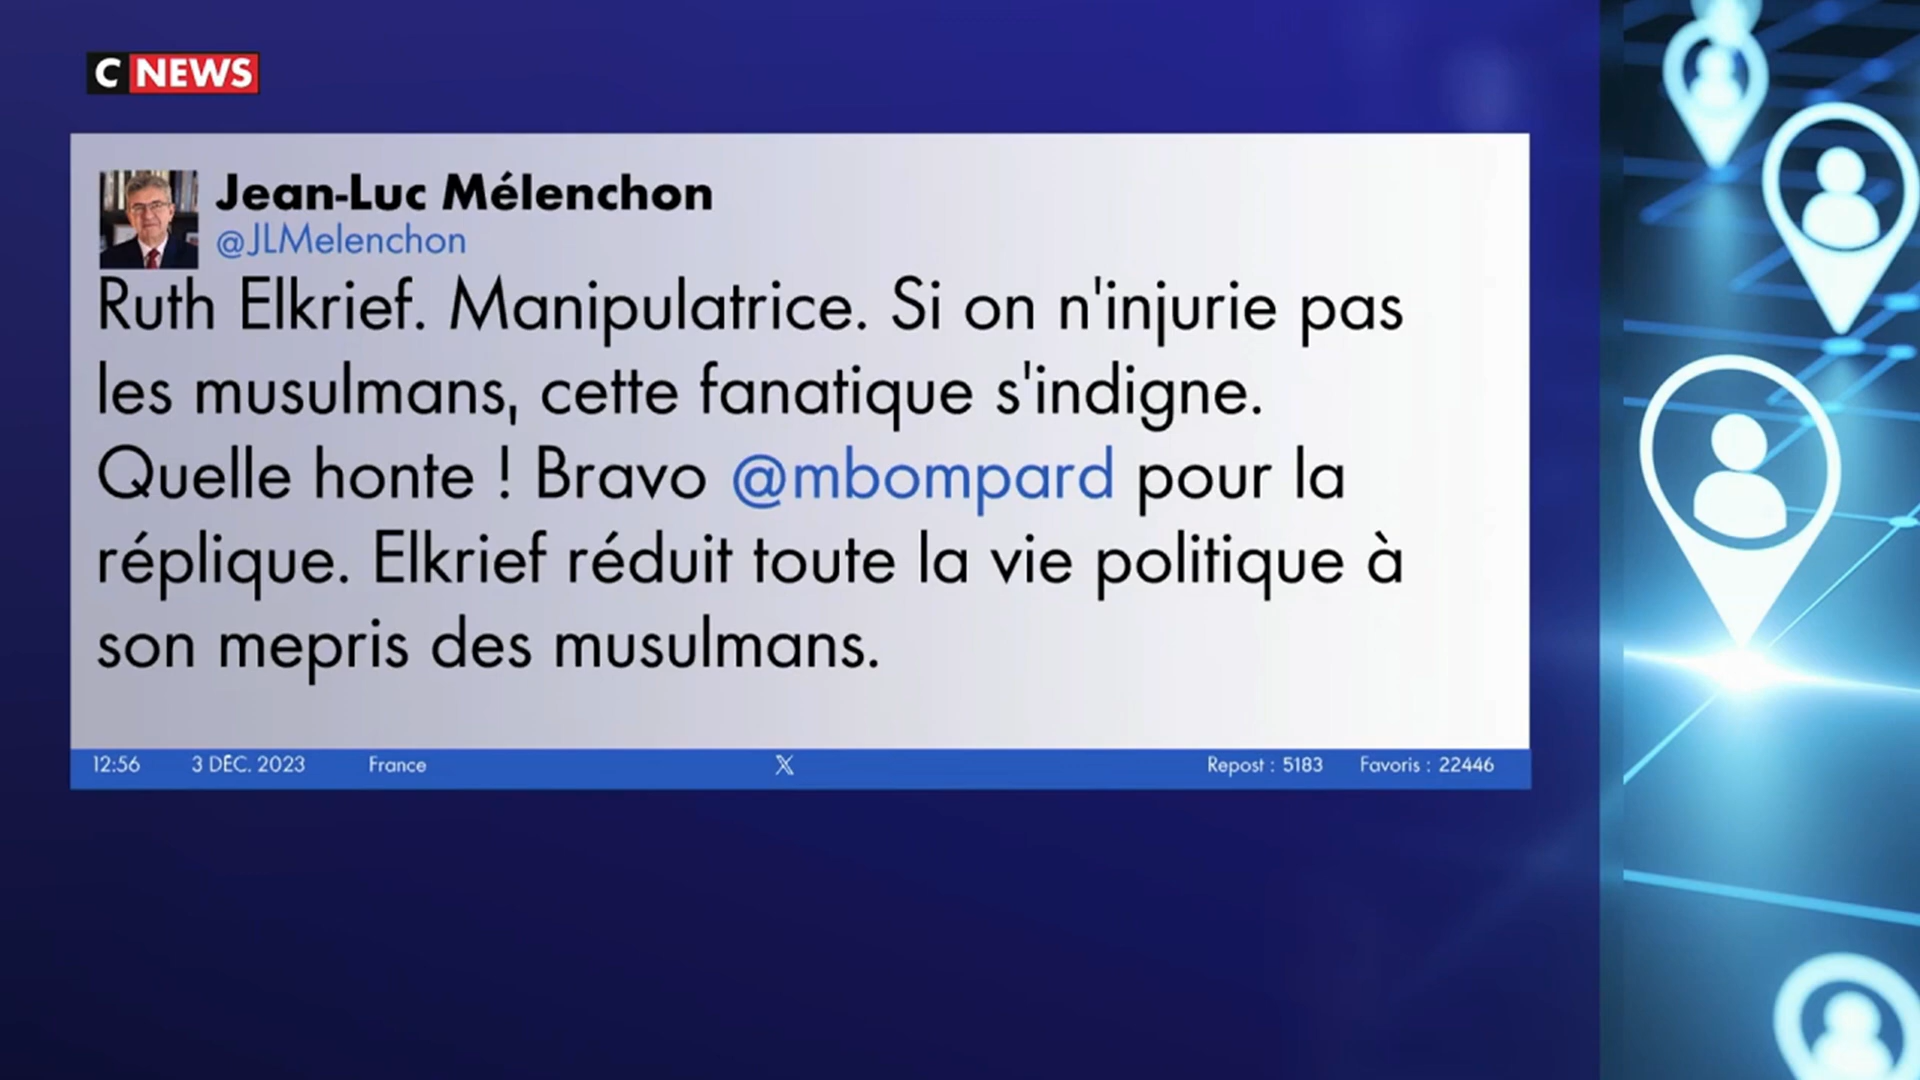 C NEWS
Jean-Luc Mélenchon
@JLMelenchon
Ruth Elkrief. Manipulatrice. Si on n'injurie pas
les musulmans, cette fanatique s'indigne.
Quelle honte ! Bravo @mbompard pour la
réplique. Elkrief réduit toute la vie politique à
son mepris des musulmans.
12:56 3 DÉC. 2023 France X Repost : 5183 Favoris : 22446